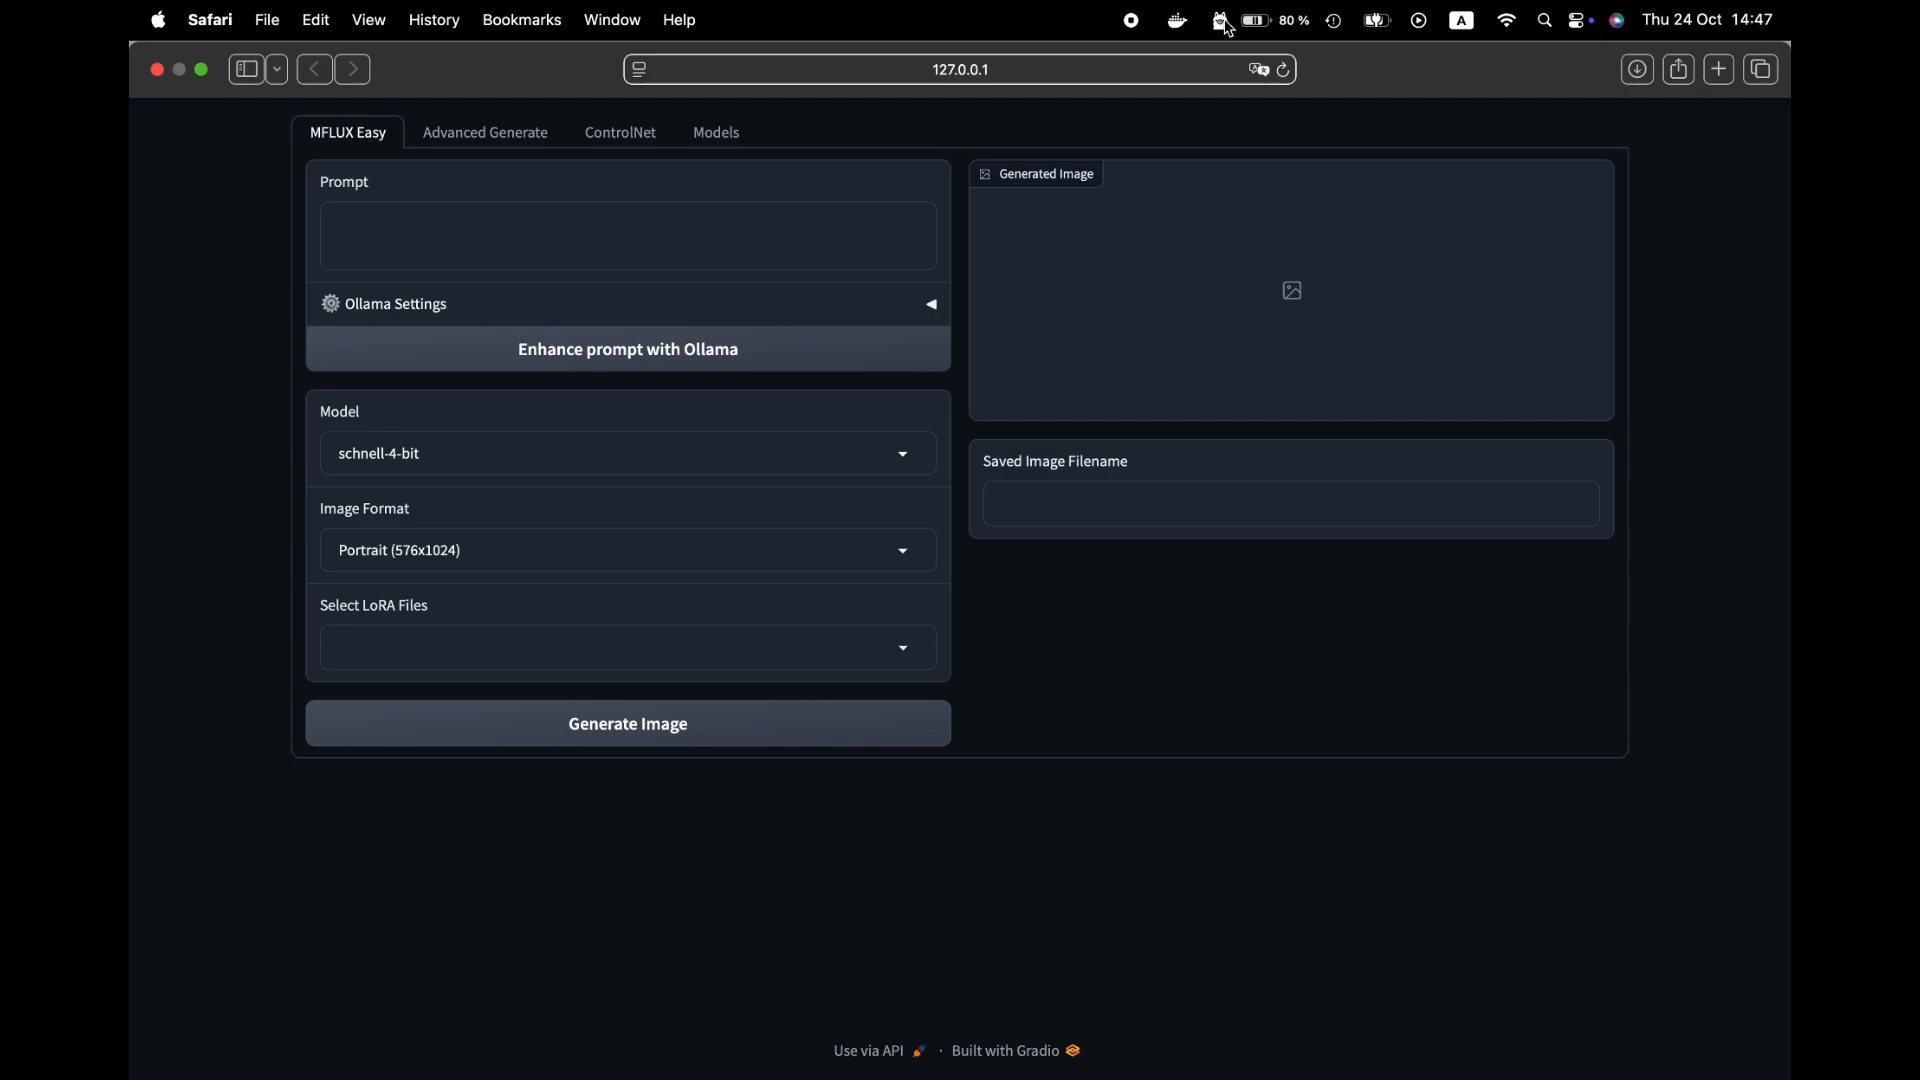 Safari File Edit View History Bookmarks Window Help 80 % A Thu 24 Oct 14:47
127.0.0.1
MFLUX Easy Advanced Generate ControlNet Models
Prompt
Generated Image
Ollama Settings
Enhance prompt with Ollama
Model
schnell-4-bit
Saved Image Filename
Image Format
Portrait (576x1024)
Select LoRA Files
Generate Image
Use via API · Built with Gradio